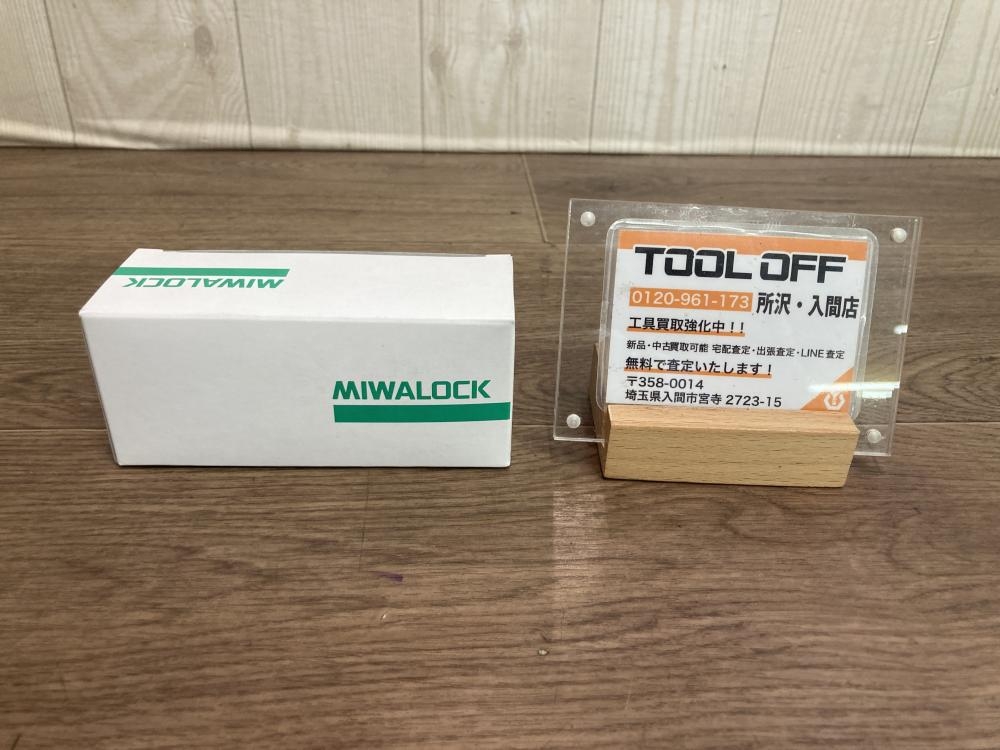 MIWALOCK
MIWALOCK
TOOL OFF
0120-961-173 所沢・入間店
工具買取強化中！！
新品・中古買取可能 宅配査定・出張査定・LINE査定
無料で査定いたします！
〒358-0014
埼玉県入間市宮寺 2723-15